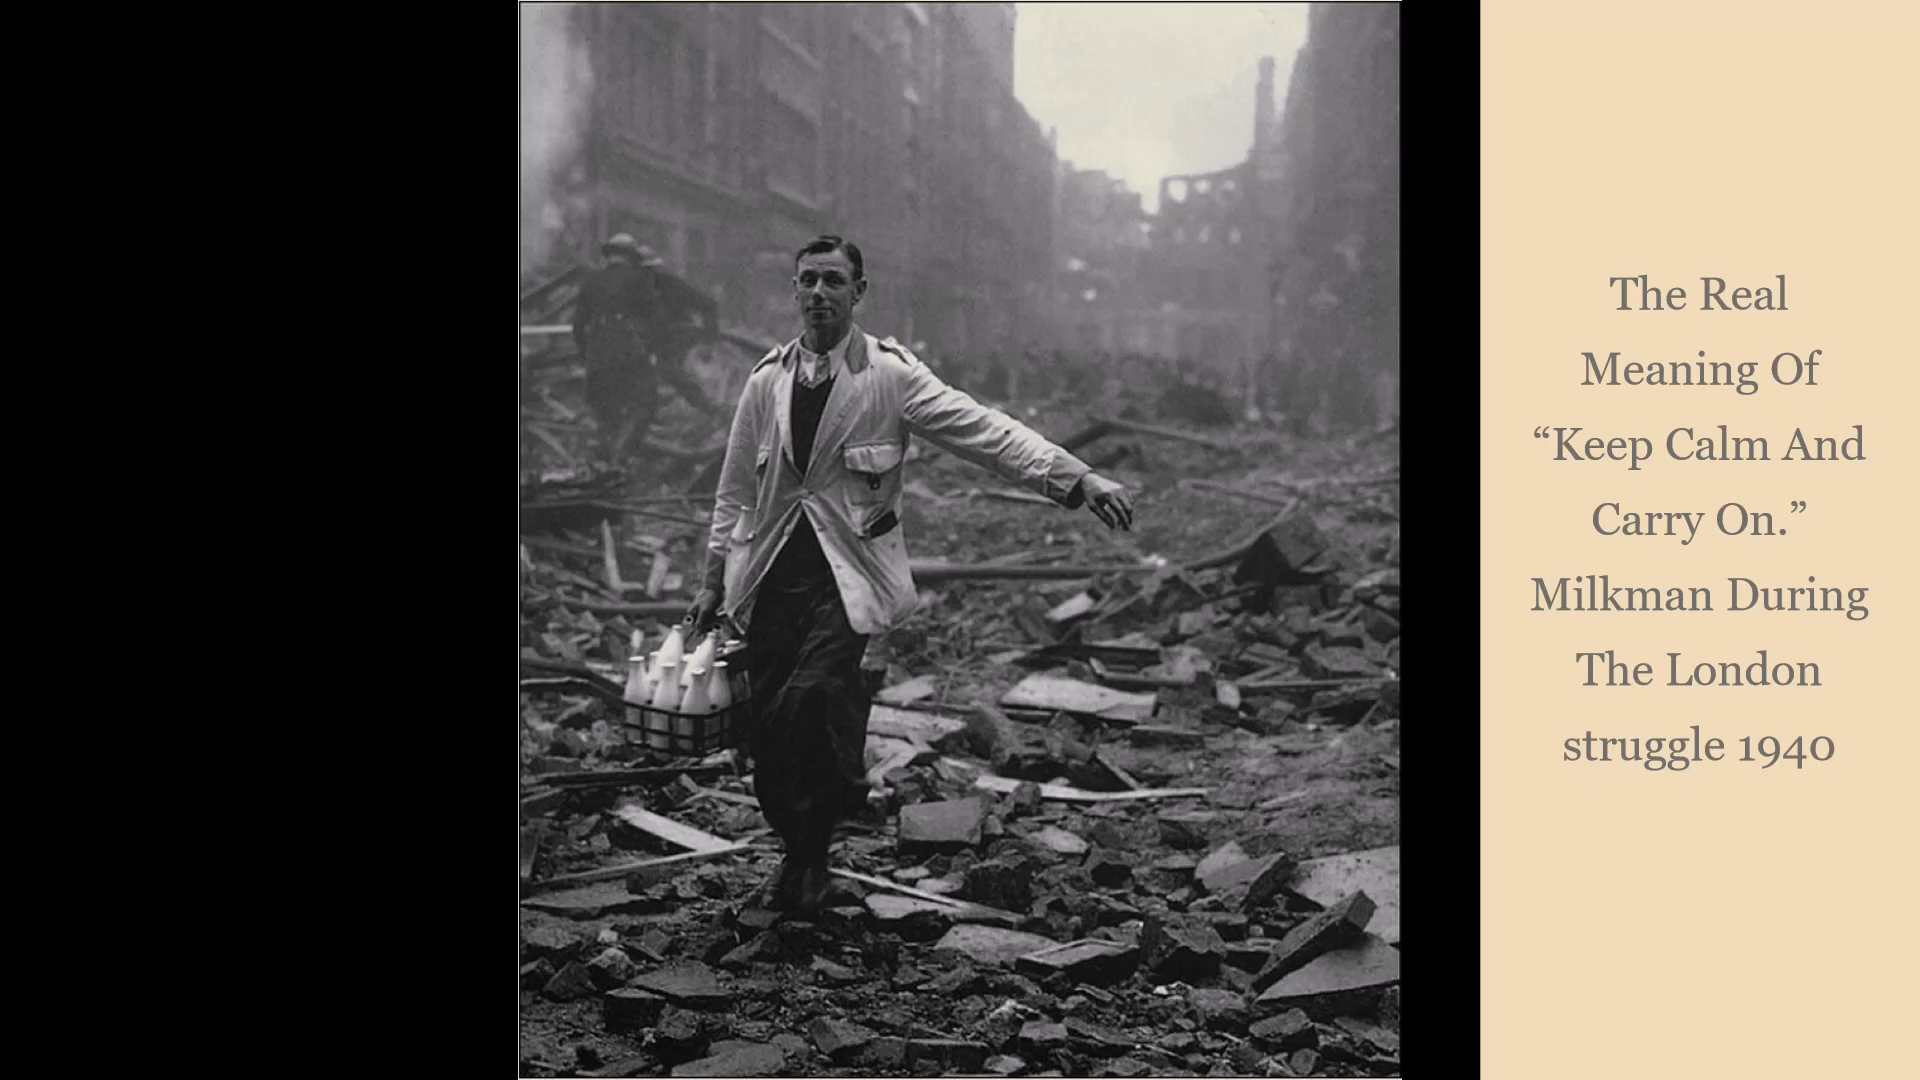 The Real
Meaning Of
“Keep Calm And
Carry On.”
Milkman During
The London
struggle 1940